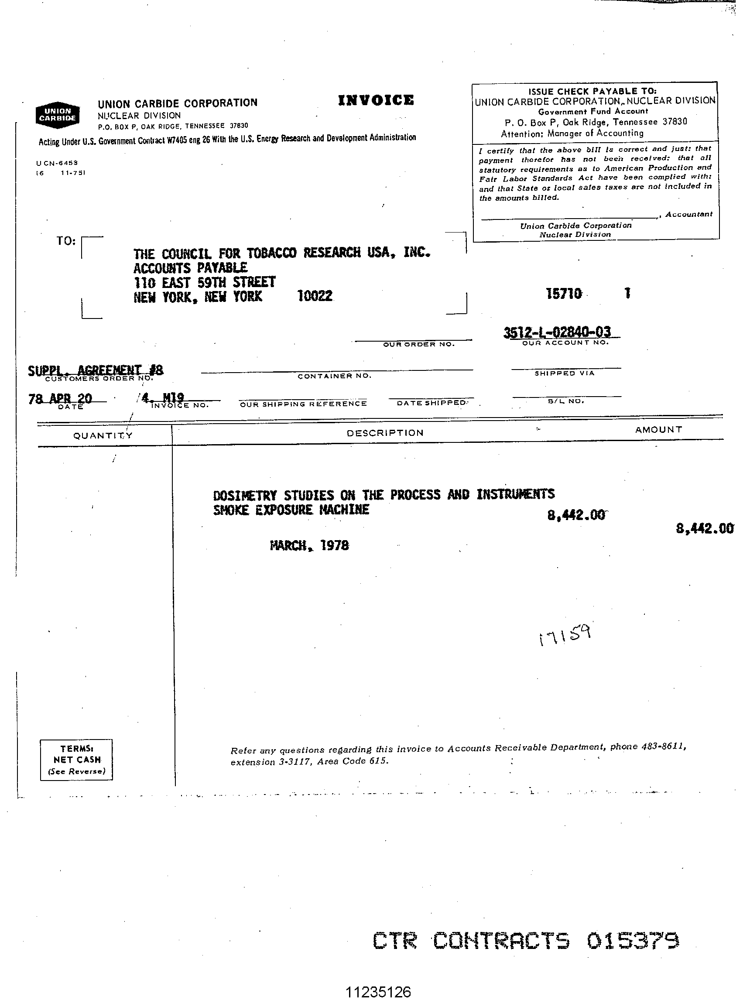 UNION
CARBIDE
UNION CARBIDE CORPORATION
NUCLEAR DIVISION
P.O. BOX P, OAK RIDGE, TENNESSEE 37830
INVOICE
Acting Under U.S. Government Contract W7405 eng 26 With the U.S. Energy Research and Development Administration
UCN-6453
16 11-75)
ISSUE CHECK PAYABLE TO:
UNION CARBIDE CORPORATION, NUCLEAR DIVISION
Government Fund Account
P. O. Box P, Oak Ridge, Tennessee 37830
Attention: Manager of Accounting
I certify that the above bill is correct and just: that
payment therefor has not been received: that all
statutory requirements as to American Production and
Fair Labor Standards Act have been complied with:
and that State or local sales taxes are not included in
the amounts billed.
, Accountant
Union Carbide Corporation
Nuclear Division
TO:
THE COUNCIL FOR TOBACCO RESEARCH USA, INC.
ACCOUNTS PAYABLE
110 EAST 59TH STREET
NEW YORK, NEW YORK 10022
15710 1
3512-L-02840-03
OUR ORDER NO.
OUR ACCOUNT NO.
SUPPL. AGREEMENT #8
CUSTOMERS ORDER NO.
CONTAINER NO.
SHIPPED VIA
78 APR 20
DATE
4. M19
INVOICE NO.
OUR SHIPPING REFERENCE
DATE SHIPPED
B/L NO.
QUANTITY
DESCRIPTION
AMOUNT
DOSIMETRY STUDIES ON THE PROCESS AND INSTRUMENTS
SMOKE EXPOSURE MACHINE
8,442.00
8,442.00
MARCH, 1978
17159
TERMS:
NET CASH
(See Reverse)
Refer any questions regarding this invoice to Accounts Receivable Department, phone 483-8611,
extension 3-3117, Area Code 615.
CTR CONTRACTS 015379
11235126